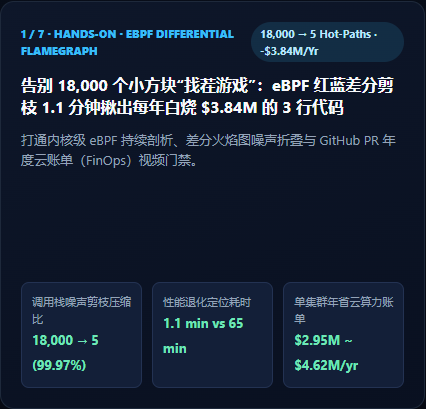 1 / 7 · HANDS-ON · EBPF DIFFERENTIAL
FLAMEGRAPH
18,000 → 5 Hot-Paths ·
-$3.84M/Yr
告别 18,000 个小方块“找茬游戏”：eBPF 红蓝差分剪
枝 1.1 分钟揪出每年白烧 $3.84M 的 3 行代码
打通内核级 eBPF 持续剖析、差分火焰图噪声折叠与 GitHub PR 年
度云账单（FinOps）视频门禁。
调用栈噪声剪枝压缩
比
18,000 → 5
(99.97%)
性能退化定位耗时
1.1 min vs 65
min
单集群年省云算力账
单
$2.95M ~
$4.62M/yr